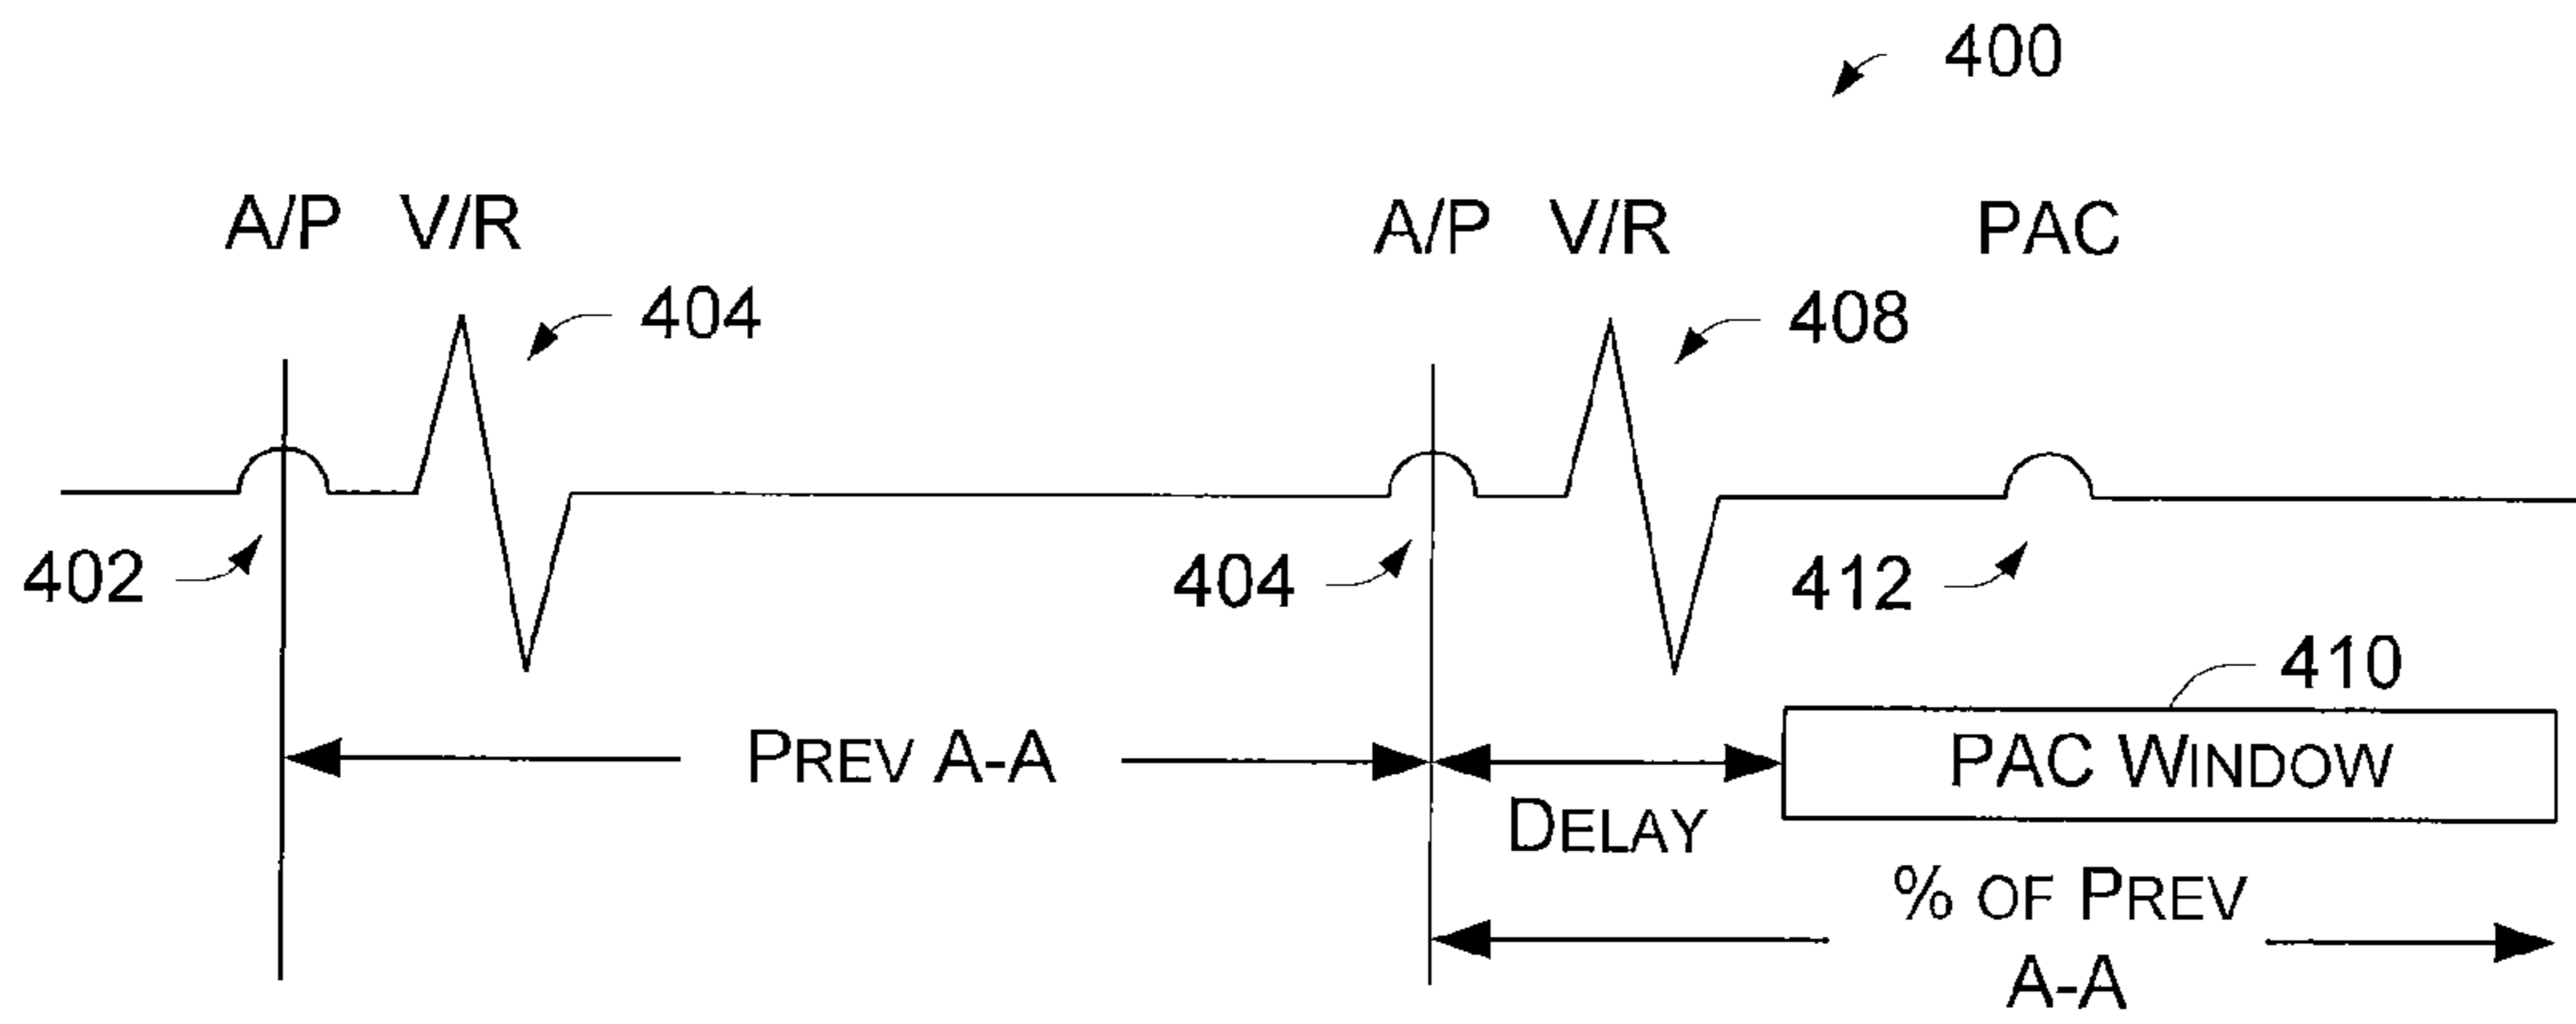 400
A/P V/R A/P V/R PAC
404 408
402 404 412
410
PREV A-A PAC WINDOW
DELAY
% OF PREV
A-A